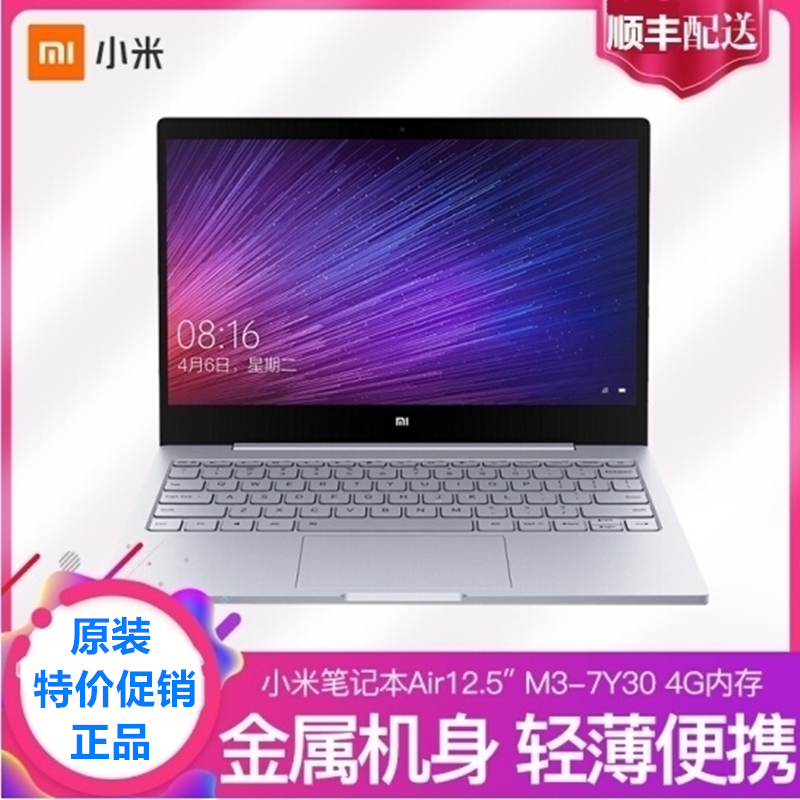 顺丰配送
mi 小米
08:16
4月6日，星期二
mi
Q W E R T Y U I O P
A S D F G H J K L
Z X C V B N M
原装
特价促销
正品
小米笔记本Air12.5” M3-7Y30 4G内存
金属机身 轻薄便携